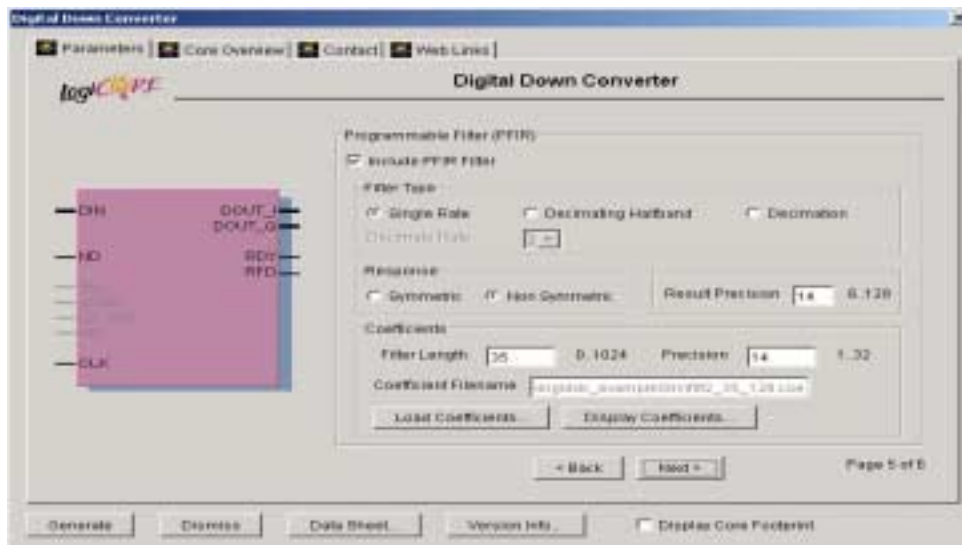 Digital Down Converter
Parameters Core Overview Contact Web Links
logiCORE
Digital Down Converter
Programmable Filter (PFIR)
Include PFIR Filter
Filter Type
Single Rate Decimating Halfband Decimation
Decimate Rate
Response
Symmetric Non Symmetric
Result Precision 14 6..128
Coefficients
Filter Length 35 0..1024 Precision 14 1..32
Coefficient Filename
Load Coefficients... Display Coefficients...
DIN DOUT_I
DOUT_Q
ND RDY
RFD
CLK
< Back Next > Page 5 of 6
Generate Dismiss Data Sheet... Version Info... Display Core Footprint